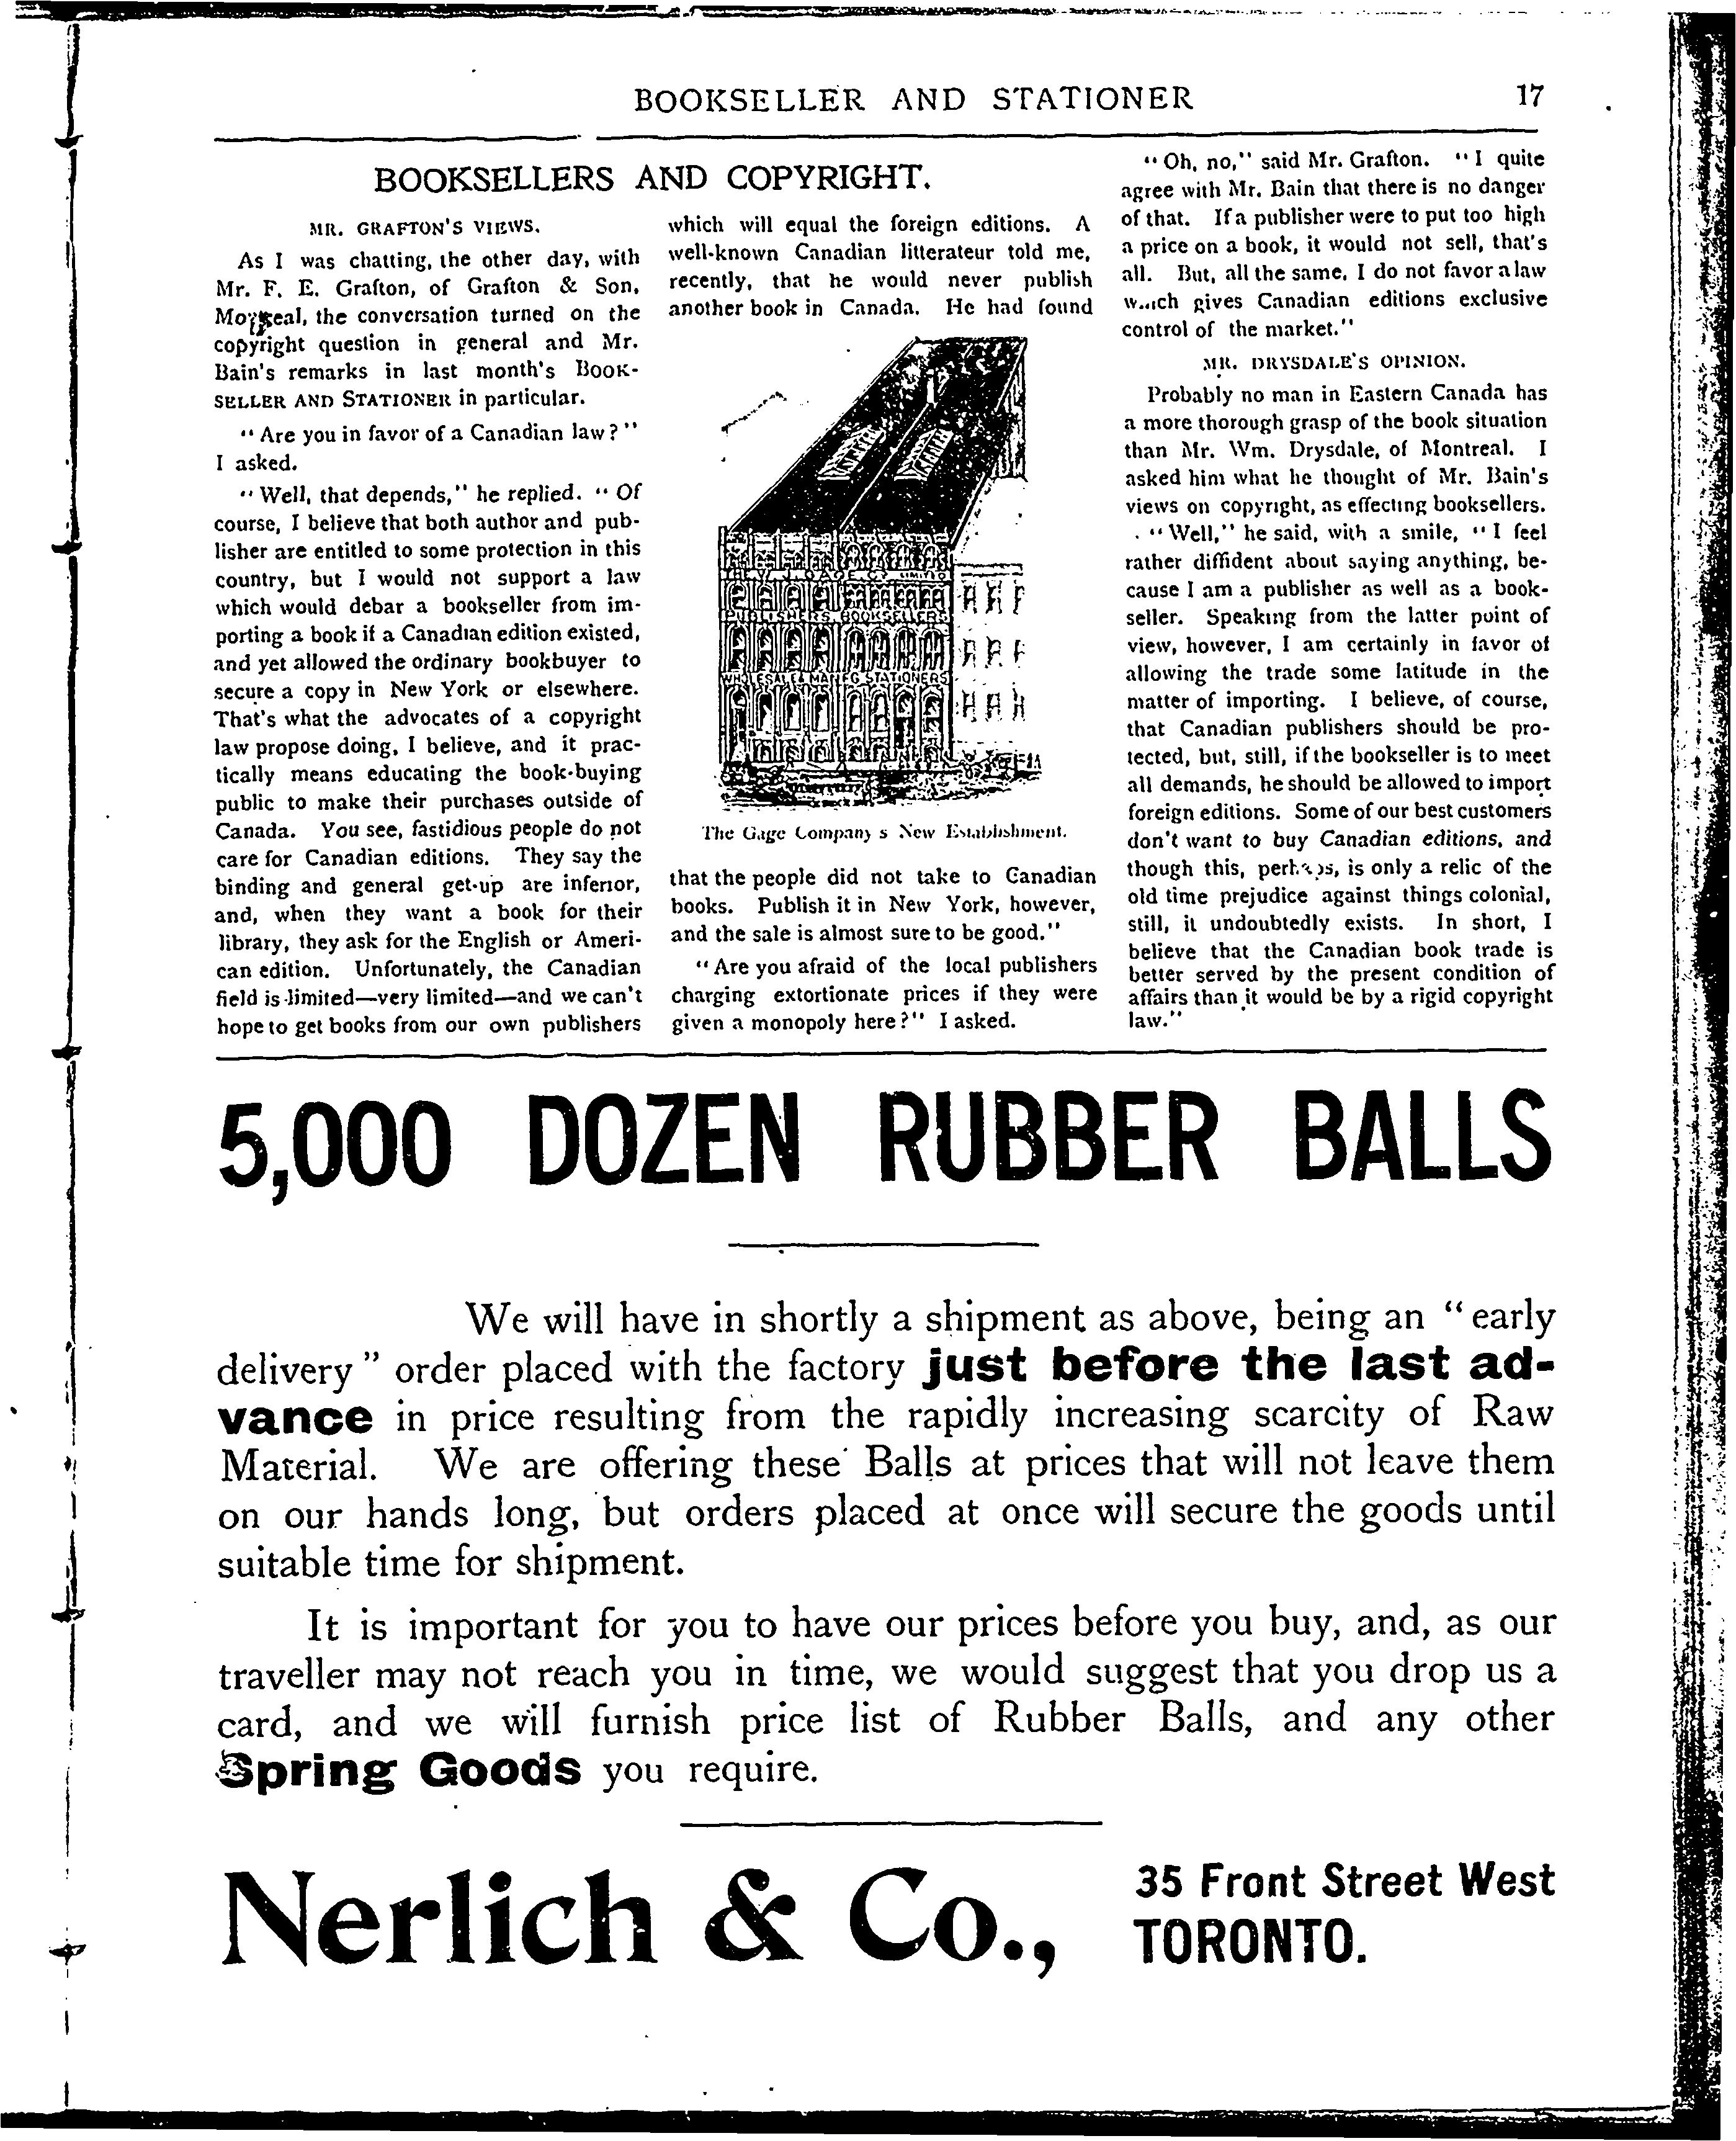 BOOKSELLER AND STATIONER 17
BOOKSELLERS AND COPYRIGHT.
MR. GRAFTON'S VIEWS.
As I was chatting, the other day, with
Mr. F. E. Grafton, of Grafton & Son,
Montreal, the conversation turned on the
copyright question in general and Mr.
Bain's remarks in last month's BOOK-
SELLER AND STATIONER in particular.
"Are you in favor of a Canadian law?"
I asked.
"Well, that depends," he replied. "Of
course, I believe that both author and pub-
lisher are entitled to some protection in this
country, but I would not support a law
which would debar a bookseller from im-
porting a book if a Canadian edition existed,
and yet allowed the ordinary bookbuyer to
secure a copy in New York or elsewhere.
That's what the advocates of a copyright
law propose doing, I believe, and it prac-
tically means educating the book-buying
public to make their purchases outside of
Canada. You see, fastidious people do not
care for Canadian editions. They say the
binding and general get-up are inferior,
and, when they want a book for their
library, they ask for the English or Ameri-
can edition. Unfortunately, the Canadian
field is limited—very limited—and we can't
hope to get books from our own publishers
which will equal the foreign editions. A
well-known Canadian litterateur told me,
recently, that he would never publish
another book in Canada. He had found
THE W. J. GAGE CO. LIMITED
PUBLISHERS, BOOKSELLERS
WHOLESALE & MANFG STATIONERS
The Gage Company s New Establishment.
that the people did not take to Canadian
books. Publish it in New York, however,
and the sale is almost sure to be good."
"Are you afraid of the local publishers
charging extortionate prices if they were
given a monopoly here?" I asked.
"Oh, no," said Mr. Grafton. "I quite
agree with Mr. Bain that there is no danger
of that. If a publisher were to put too high
a price on a book, it would not sell, that's
all. But, all the same, I do not favor a law
which gives Canadian editions exclusive
control of the market."
MR. DRYSDALE'S OPINION.
Probably no man in Eastern Canada has
a more thorough grasp of the book situation
than Mr. Wm. Drysdale, of Montreal. I
asked him what he thought of Mr. Bain's
views on copyright, as effecting booksellers.
"Well," he said, with a smile, "I feel
rather diffident about saying anything, be-
cause I am a publisher as well as a book-
seller. Speaking from the latter point of
view, however, I am certainly in favor of
allowing the trade some latitude in the
matter of importing. I believe, of course,
that Canadian publishers should be pro-
tected, but, still, if the bookseller is to meet
all demands, he should be allowed to import
foreign editions. Some of our best customers
don't want to buy Canadian editions, and
though this, perhaps, is only a relic of the
old time prejudice against things colonial,
still, it undoubtedly exists. In short, I
believe that the Canadian book trade is
better served by the present condition of
affairs than it would be by a rigid copyright
law."
5,000 DOZEN RUBBER BALLS
We will have in shortly a shipment as above, being an "early
delivery" order placed with the factory just before the last ad-
vance in price resulting from the rapidly increasing scarcity of Raw
Material. We are offering these Balls at prices that will not leave them
on our hands long, but orders placed at once will secure the goods until
suitable time for shipment.
It is important for you to have our prices before you buy, and, as our
traveller may not reach you in time, we would suggest that you drop us a
card, and we will furnish price list of Rubber Balls, and any other
Spring Goods you require.
Nerlich & Co., 35 Front Street West
TORONTO.